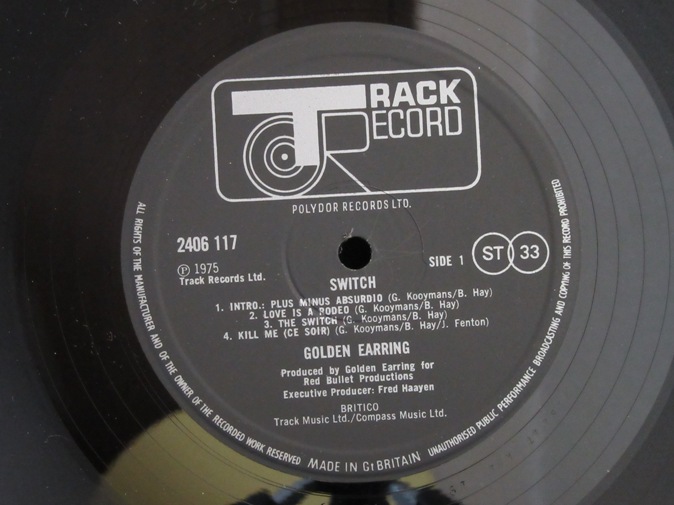 TRACK
RECORD
POLYDOR RECORDS LTD.
2406 117
℗ 1975
Track Records Ltd.
SIDE 1
ST 33
SWITCH
1. INTRO.: PLUS MINUS ABSURDIO (G. Kooymans/B. Hay)
2. LOVE IS A RODEO (G. Kooymans/B. Hay)
3. THE SWITCH (G. Kooymans/B. Hay)
4. KILL ME (CE SOIR) (G. Kooymans/B. Hay/J. Fenton)
GOLDEN EARRING
Produced by Golden Earring for
Red Bullet Productions
Executive Producer: Fred Haayen
BRITICO
Track Music Ltd./Compass Music Ltd.
ALL RIGHTS OF THE MANUFACTURER AND OF THE OWNER OF THE RECORDED WORK RESERVED
MADE IN Gt BRITAIN
UNAUTHORISED PUBLIC PERFORMANCE BROADCASTING AND COPYING OF THIS RECORD PROHIBITED